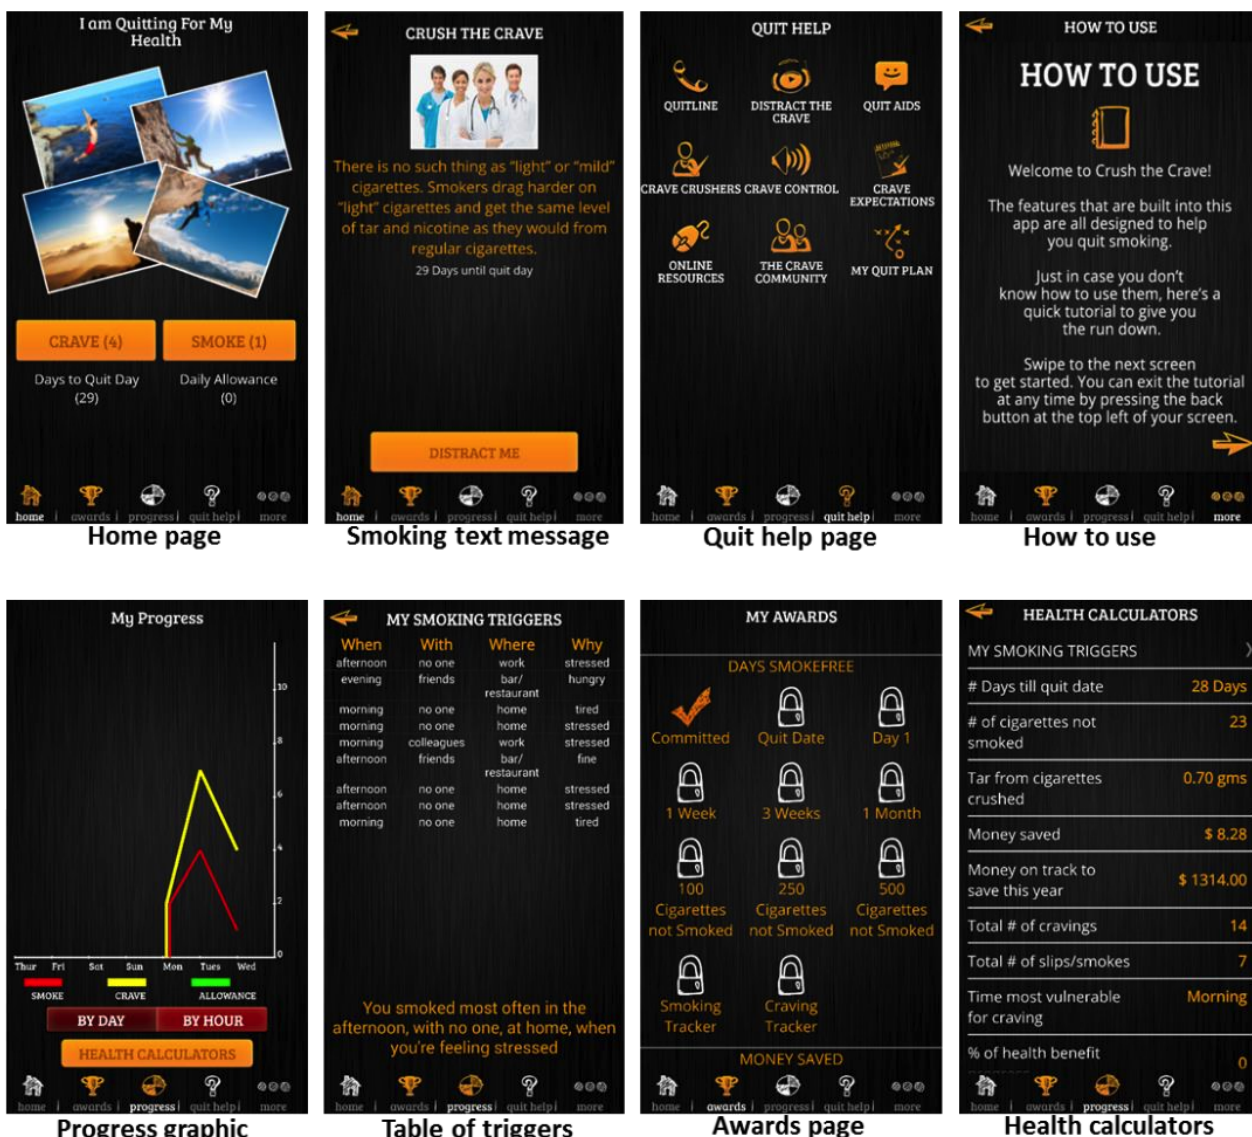 I am Quitting For My
Health
CRAVE (4)
SMOKE (1)
Days to Quit Day
(29)
Daily Allowance
(0)
home
awards
progress
quit help
more
Home page
CRUSH THE CRAVE
There is no such thing as “light” or “mild”
cigarettes. Smokers drag harder on
“light” cigarettes and get the same level
of tar and nicotine as they would from
regular cigarettes.
29 Days until quit day
DISTRACT ME
home
awards
progress
quit help
more
Smoking text message
QUIT HELP
QUITLINE
DISTRACT THE
CRAVE
QUIT AIDS
CRAVE CRUSHERS
CRAVE CONTROL
CRAVE
EXPECTATIONS
ONLINE
RESOURCES
THE CRAVE
COMMUNITY
MY QUIT PLAN
home
awards
progress
quit help
more
Quit help page
HOW TO USE
HOW TO USE
Welcome to Crush the Crave!
The features that are built into this
app are all designed to help
you quit smoking.
Just in case you don’t
know how to use them, here’s a
quick tutorial to give you
the run down.
Swipe to the next screen
to get started. You can exit the tutorial
at any time by pressing the back
button at the top left of your screen.
home
awards
progress
quit help
more
How to use
My Progress
10
8
6
4
2
0
Thur Fri Sat Sun Mon Tues Wed
SMOKE CRAVE ALLOWANCE
BY DAY
BY HOUR
HEALTH CALCULATORS
home
awards
progress
quit help
more
Progress graphic
MY SMOKING TRIGGERS
When With Where Why
afternoon no one work stressed
evening friends bar/ hungry
restaurant
morning no one home tired
morning no one home stressed
morning colleagues work stressed
afternoon friends bar/ fine
restaurant
afternoon no one home stressed
afternoon no one home stressed
morning no one home tired
You smoked most often in the
afternoon, with no one, at home, when
you're feeling stressed
home
awards
progress
quit help
more
Table of triggers
MY AWARDS
DAYS SMOKEFREE
Committed
Quit Date
Day 1
1 Week
3 Weeks
1 Month
100
Cigarettes
not Smoked
250
Cigarettes
not Smoked
500
Cigarettes
not Smoked
Smoking
Tracker
Craving
Tracker
MONEY SAVED
home
awards
progress
quit help
more
Awards page
HEALTH CALCULATORS
MY SMOKING TRIGGERS
# Days till quit date 28 Days
# of cigarettes not 23
smoked
Tar from cigarettes 0.70 gms
crushed
Money saved $ 8.28
Money on track to $ 1314.00
save this year
Total # of cravings 14
Total # of slips/smokes 7
Time most vulnerable Morning
for craving
% of health benefit 0
home
awards
progress
quit help
more
Health calculators